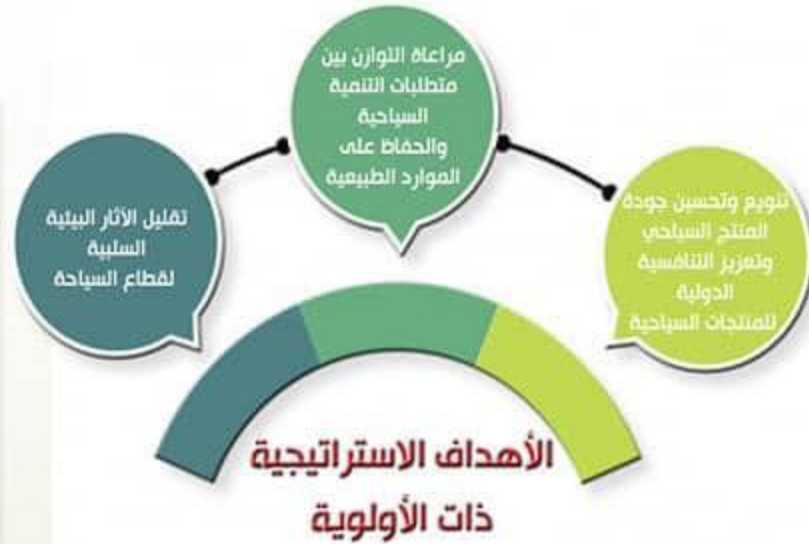 تنويع وتحسين جودة
المنتج السياحي
وتعزيز التنافسية
الدولية
للمنتجات السياحية
مراعاة التوازن بين
متطلبات التنمية
السياحية
والحفاظ على
الموارد الطبيعية
تقليل الآثار البيئية
السلبية
لقطاع السياحة
الأهداف الاستراتيجية
ذات الأولوية